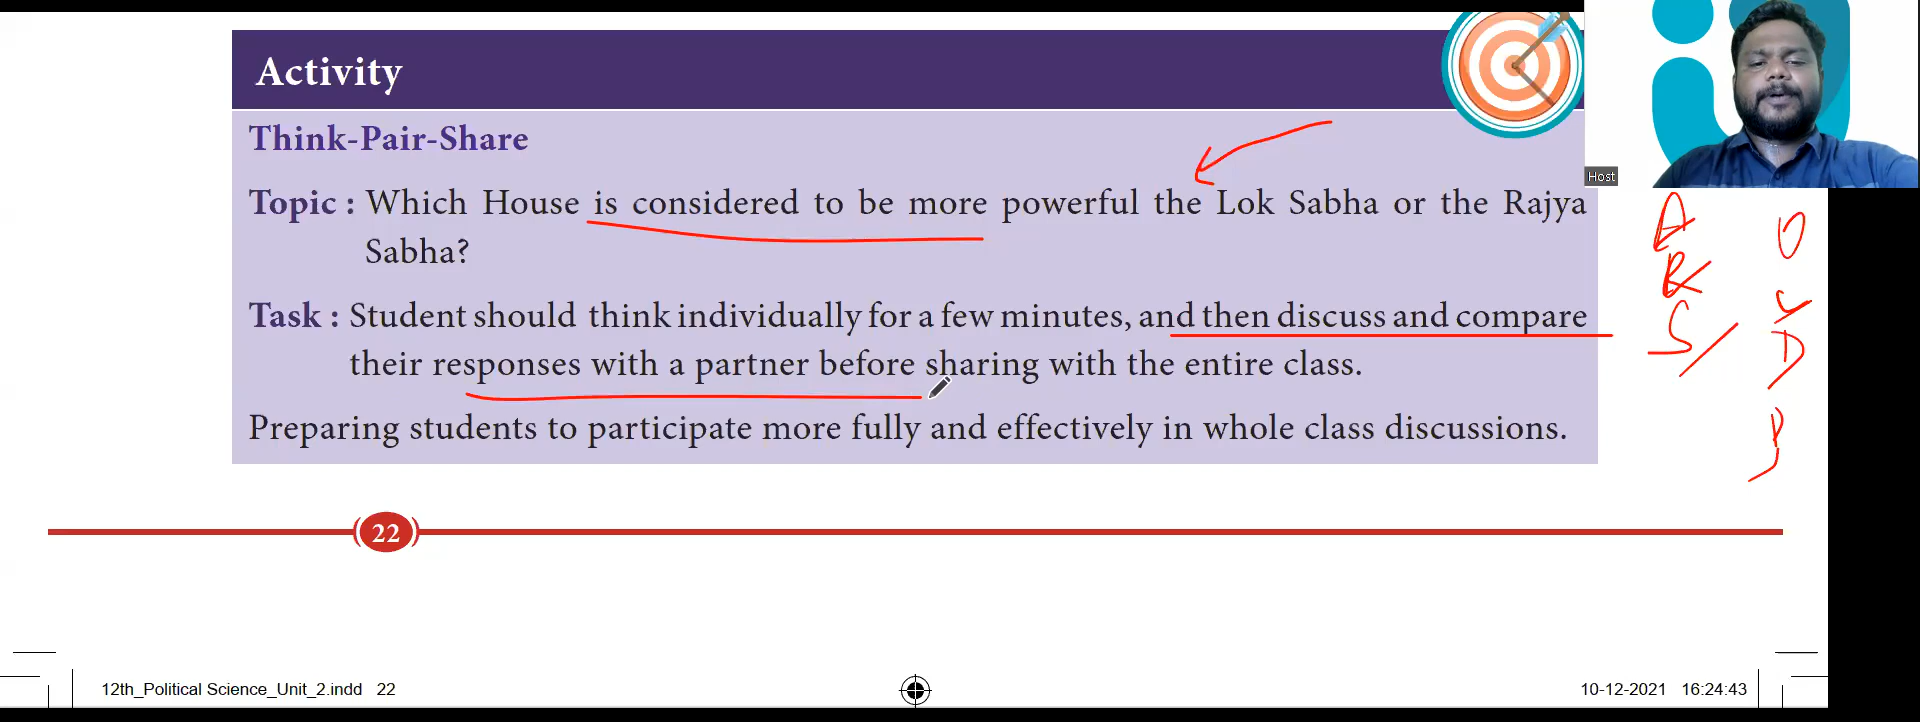 Activity
Think-Pair-Share
Topic : Which House is considered to be more powerful the Lok Sabha or the Rajya
Sabha?
Task : Student should think individually for a few minutes, and then discuss and compare
their responses with a partner before sharing with the entire class.
Preparing students to participate more fully and effectively in whole class discussions.
22
12th_Political Science_Unit_2.indd 22
10-12-2021 16:24:43
Host
A
R
S
D